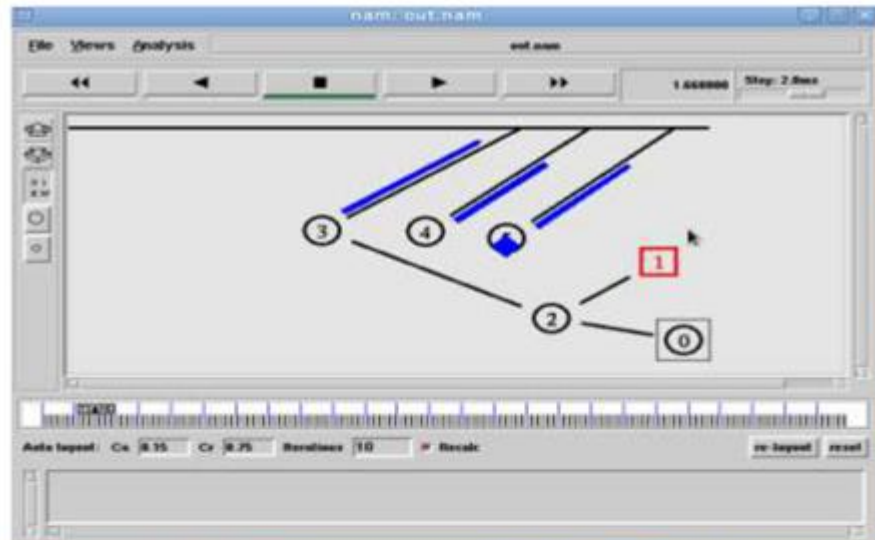 nam: out.nam
File Views Analysis out.nam
1.668000 Step: 2.0ms
3
4
1
2
0
Auto layout: Ca 0.15 Cr 0.75 Iterations 10 Recalc re-layout reset